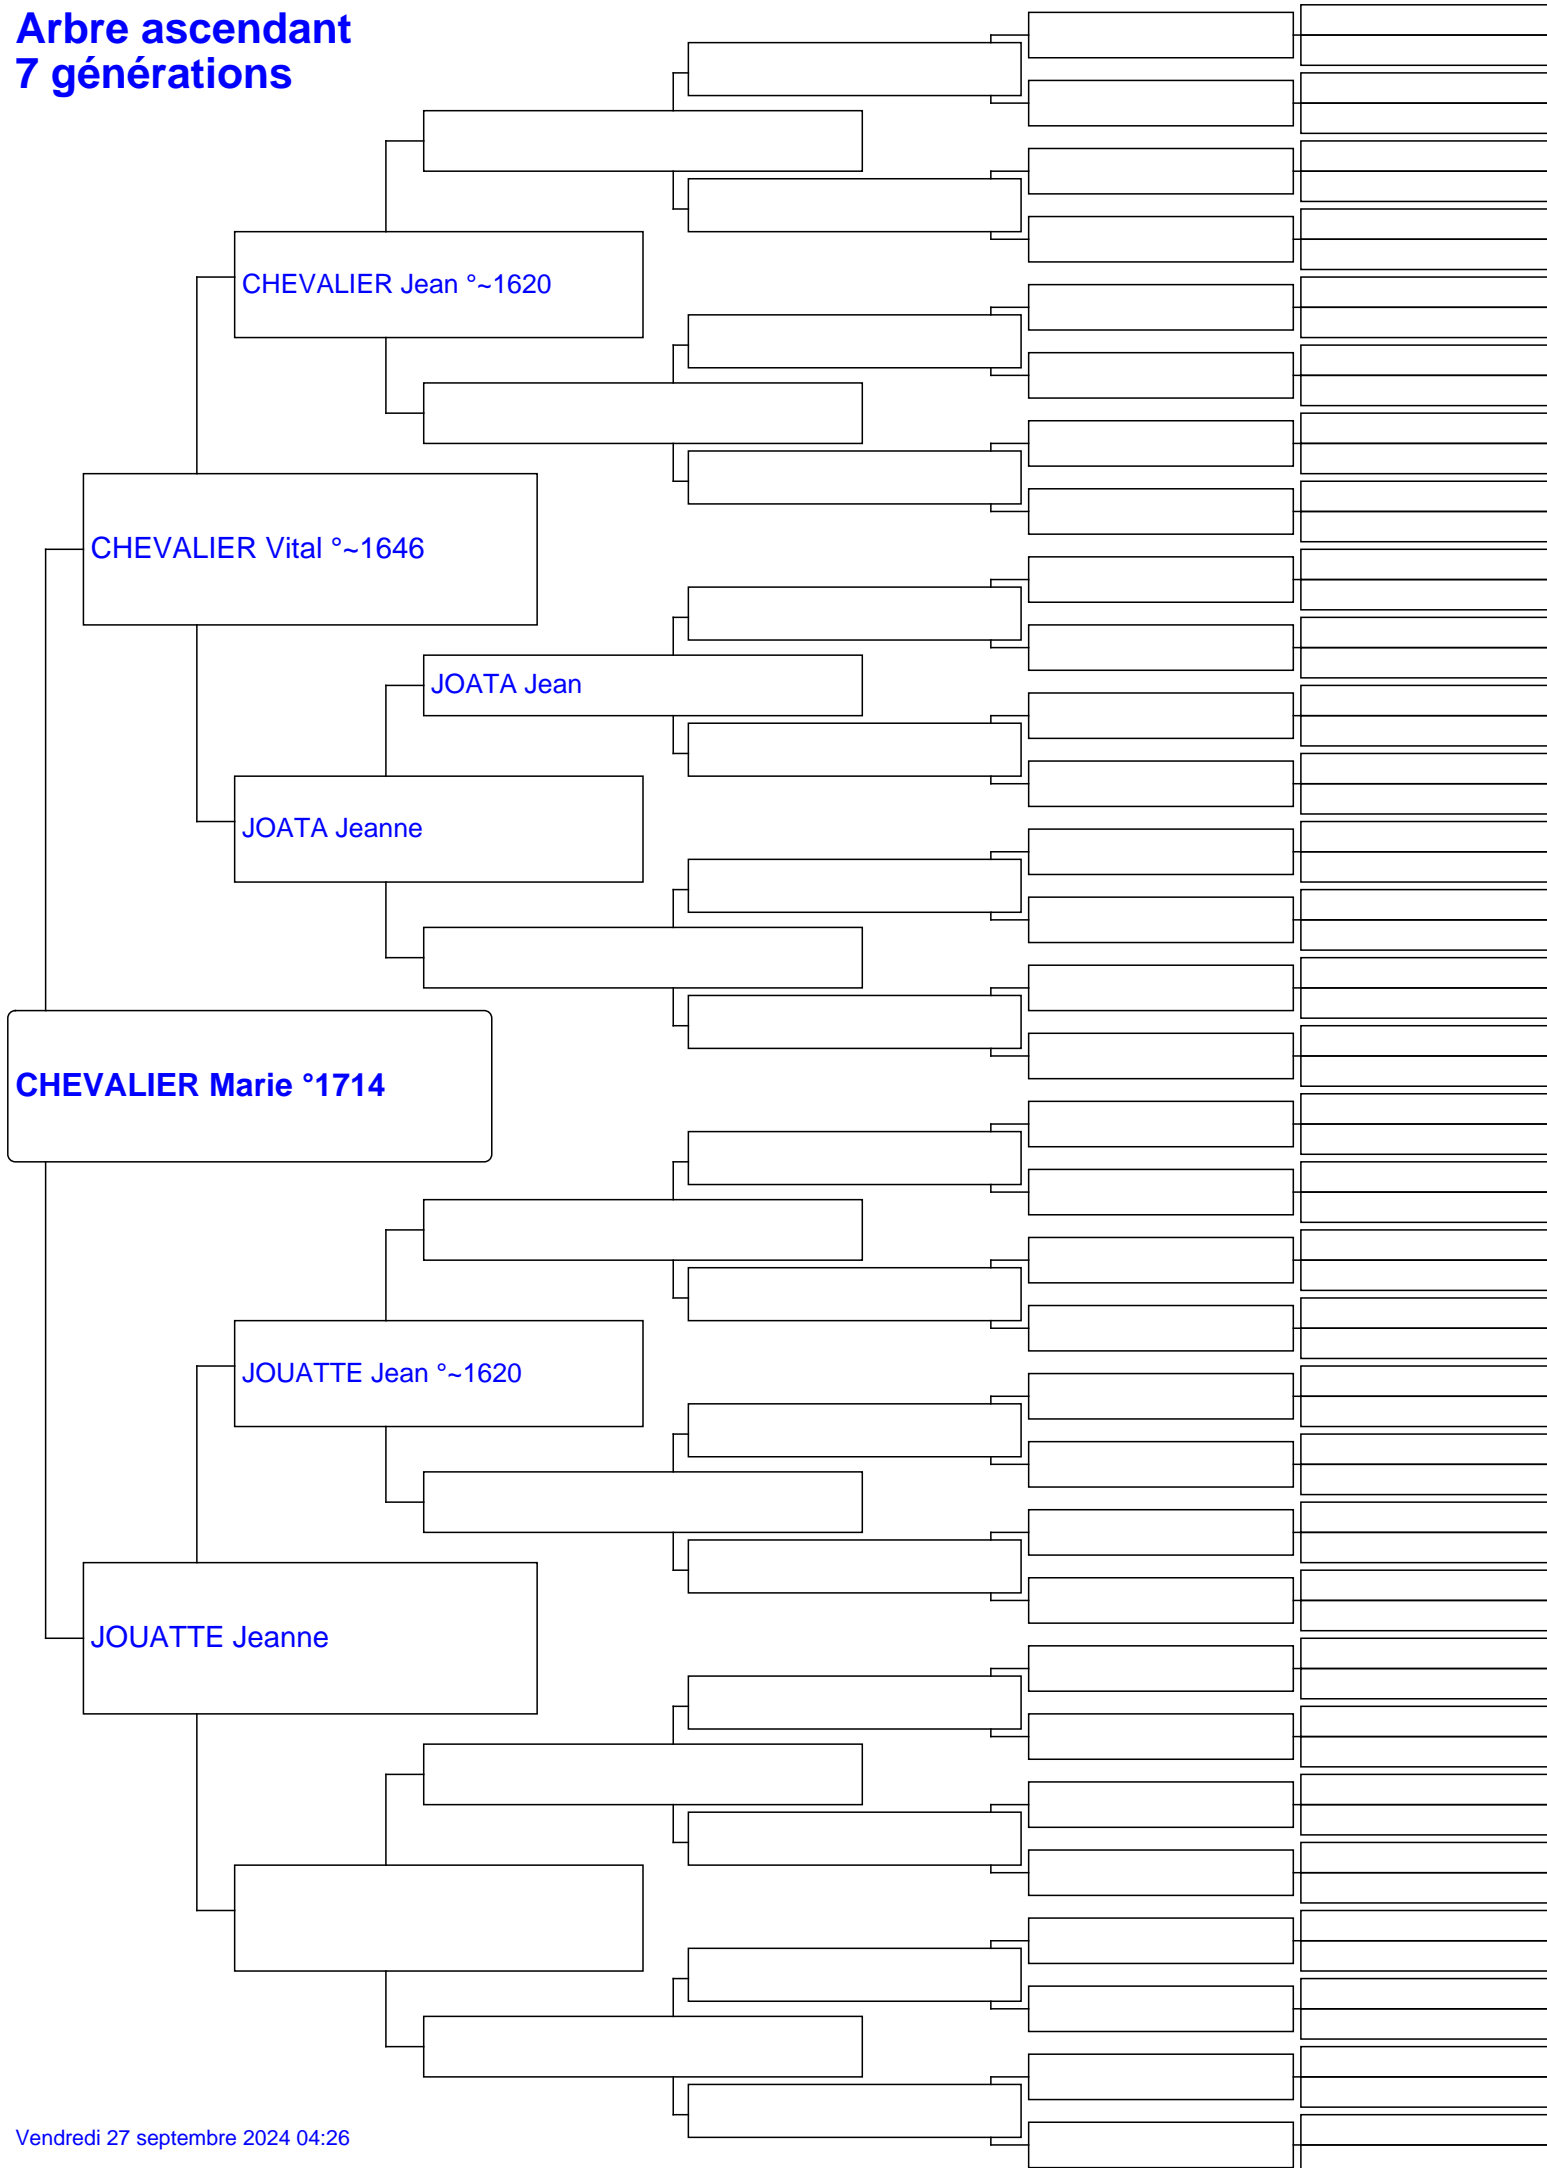 Arbre ascendant
7 générations
CHEVALIER Jean °~1620
CHEVALIER Vital °~1646
JOATA Jean
JOATA Jeanne
CHEVALIER Marie °1714
JOUATTE Jean °~1620
JOUATTE Jeanne
Vendredi 27 septembre 2024 04:26